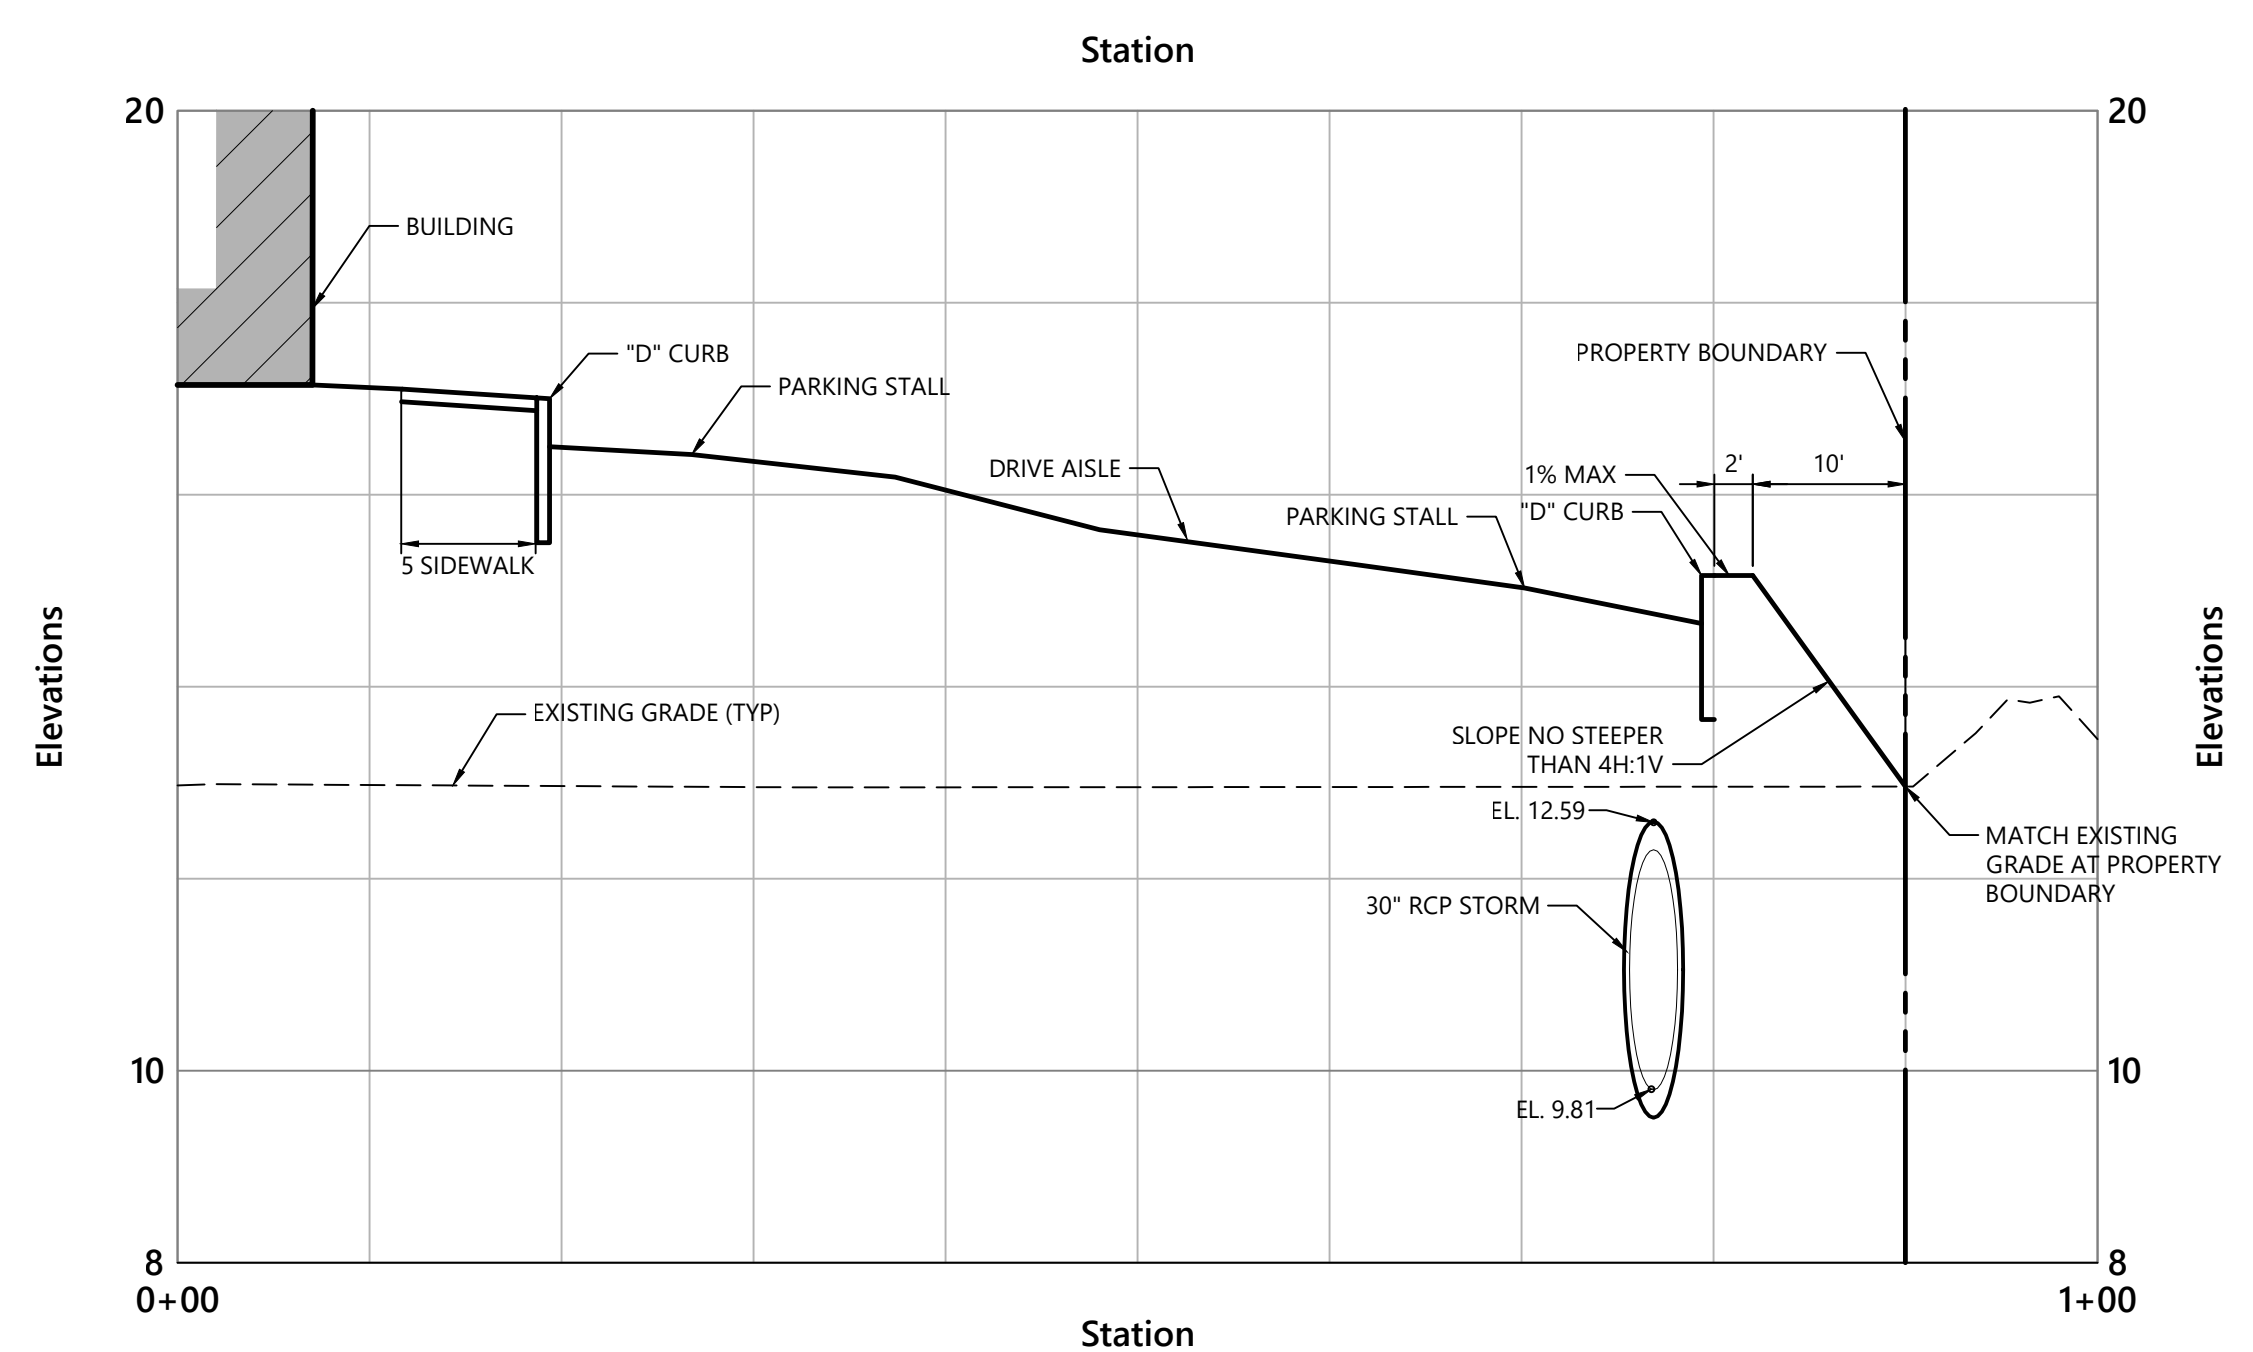 Station
20
20
BUILDING
"D" CURB
PROPERTY BOUNDARY
PARKING STALL
DRIVE AISLE
1% MAX
2'
10'
PARKING STALL
"D" CURB
5 SIDEWALK
Elevations
Elevations
EXISTING GRADE (TYP)
SLOPE NO STEEPER
THAN 4H:1V
EL. 12.59
MATCH EXISTING
GRADE AT PROPERTY
BOUNDARY
30" RCP STORM
10
10
EL. 9.81
8
8
0+00
1+00
Station